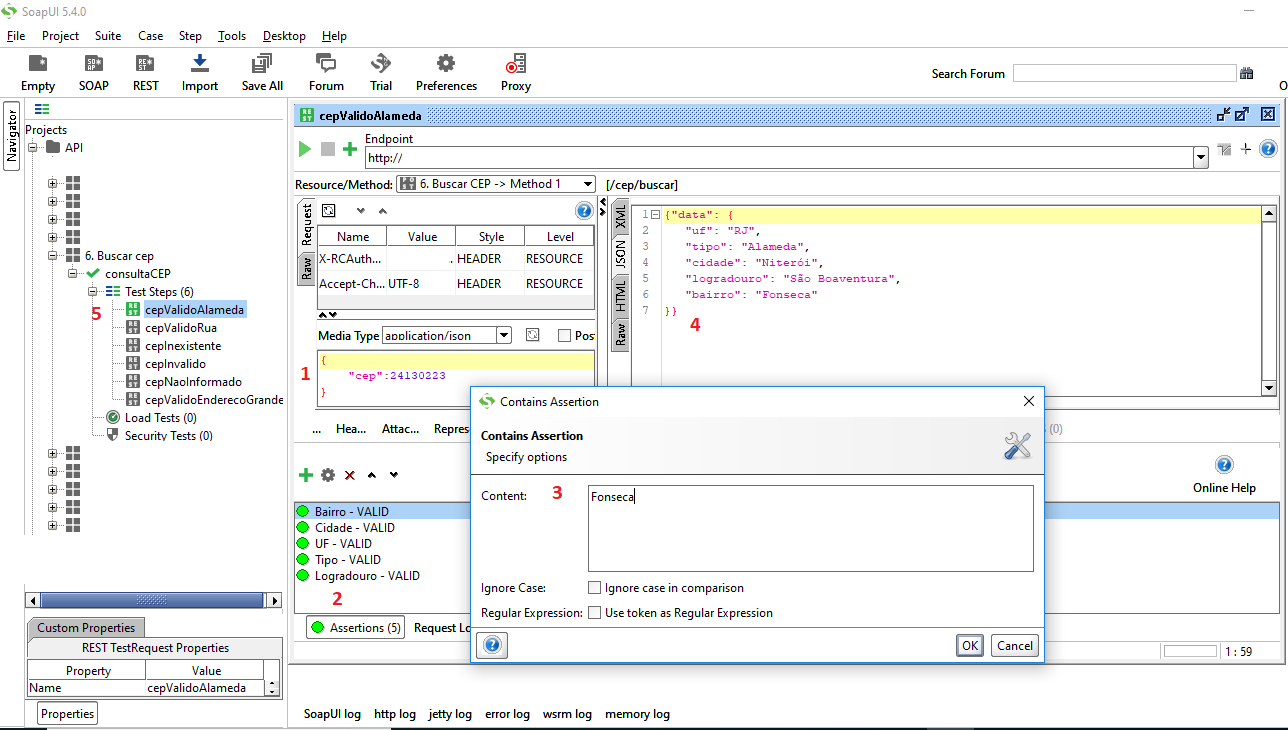 SoapUI 5.4.0
File Project Suite Case Step Tools Desktop Help
Empty SOAP REST Import Save All Forum Trial Preferences Proxy
Search Forum
Navigator
Projects
API
6. Buscar cep
consultaCEP
Test Steps (6)
5
cepValidoAlameda
cepValidoRua
cepInexistente
cepInvalido
cepNaoInformado
cepValidoEnderecoGrande
Load Tests (0)
Security Tests (0)
Custom Properties
REST TestRequest Properties
Property Value
Name cepValidoAlameda
Properties
cepValidoAlameda
Endpoint
http://
Resource/Method: 6. Buscar CEP -> Method 1 [/cep/buscar]
Request
Raw
Name Value Style Level
X-RCAuth... . HEADER RESOURCE
Accept-Ch... UTF-8 HEADER RESOURCE
Media Type application/json Pos
1
{
"cep":24130223
}
... Hea... Attac... Repres
XML
JSON
HTML
Raw
1 {"data": {
2 "uf": "RJ",
3 "tipo": "Alameda",
4 "cidade": "Niterói",
5 "logradouro": "São Boaventura",
6 "bairro": "Fonseca"
7 }}
4
(0)
Online Help
Bairro - VALID
Cidade - VALID
UF - VALID
Tipo - VALID
Logradouro - VALID
2
Assertions (5) Request Lo
Contains Assertion
Contains Assertion
Specify options
Content: 3 Fonseca
Ignore Case: Ignore case in comparison
Regular Expression: Use token as Regular Expression
OK Cancel
1 : 59
SoapUI log http log jetty log error log wsrm log memory log